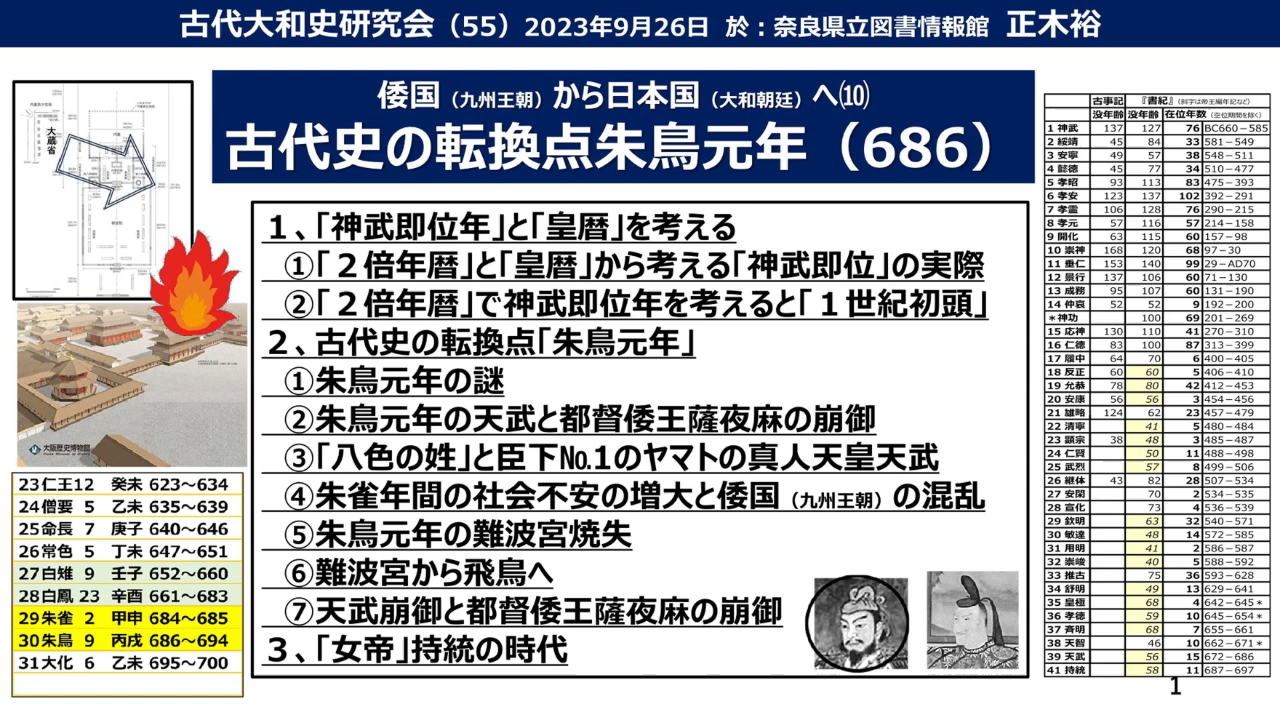 古代大和史研究会（55）2023年9月26日 於：奈良県立図書情報館 正木裕
倭国（九州王朝）から日本国（大和朝廷）へ⑽
古代史の転換点朱鳥元年（686）
大蔵省
大阪歴史博物館
23仁王12 癸未 623～634
24僧要 5 乙未 635～639
25命長 7 庚子 640～646
26常色 5 丁未 647～651
27白雉 9 壬子 652～660
28白鳳 23 辛酉 661～683
29朱雀 2 甲申 684～685
30朱鳥 9 丙戌 686～694
31大化 6 乙未 695～700
１、「神武即位年」と「皇暦」を考える
①「２倍年暦」と「皇暦」から考える「神武即位」の実際
②「２倍年暦」で神武即位年を考えると「１世紀初頭」
２、古代史の転換点「朱鳥元年」
①朱鳥元年の謎
②朱鳥元年の天武と都督倭王薩夜麻の崩御
③「八色の姓」と臣下№1のヤマトの真人天皇天武
④朱雀年間の社会不安の増大と倭国（九州王朝）の混乱
⑤朱鳥元年の難波宮焼失
⑥難波宮から飛鳥へ
⑦天武崩御と都督倭王薩夜麻の崩御
３、「女帝」持統の時代
古事記 『書紀』（斜字は帝王編年記など）
没年齢 没年齢 在位年数（空位期間を除く）
1 神武 137 127 76 BC660－585
2 綏靖 45 84 33 581－549
3 安寧 49 57 38 548－511
4 懿徳 45 77 34 510－477
5 孝昭 93 113 83 475－393
6 孝安 123 137 102 392－291
7 孝霊 106 128 76 290－215
8 孝元 57 116 57 214－158
9 開化 63 115 60 157－98
10 崇神 168 120 68 97－30
11 垂仁 153 140 99 29－AD70
12 景行 137 106 60 71－130
13 成務 95 107 60 131－190
14 仲哀 52 52 9 192－200
＊神功 100 69 201－269
15 応神 130 110 41 270－310
16 仁徳 83 100 87 313－399
17 履中 64 70 6 400－405
18 反正 60 60 5 406－410
19 允恭 78 80 42 412－453
20 安康 56 56 3 454－456
21 雄略 124 62 23 457－479
22 清寧 41 5 480－484
23 顕宗 38 48 3 485－487
24 仁賢 50 11 488－498
25 武烈 57 8 499－506
26 継体 43 82 28 507－534
27 安閑 70 2 534－535
28 宣化 73 4 536－539
29 欽明 63 32 540－571
30 敏達 48 14 572－585
31 用明 41 2 586－587
32 崇峻 40 5 588－592
33 推古 75 36 593－628
34 舒明 49 13 629－641
35 皇極 68 4 642－645＊
36 孝徳 59 10 645－654＊
37 斉明 68 7 655－661
38 天智 46 10 662－671＊
39 天武 56 15 672－686
41 持統 58 11 687－697
1